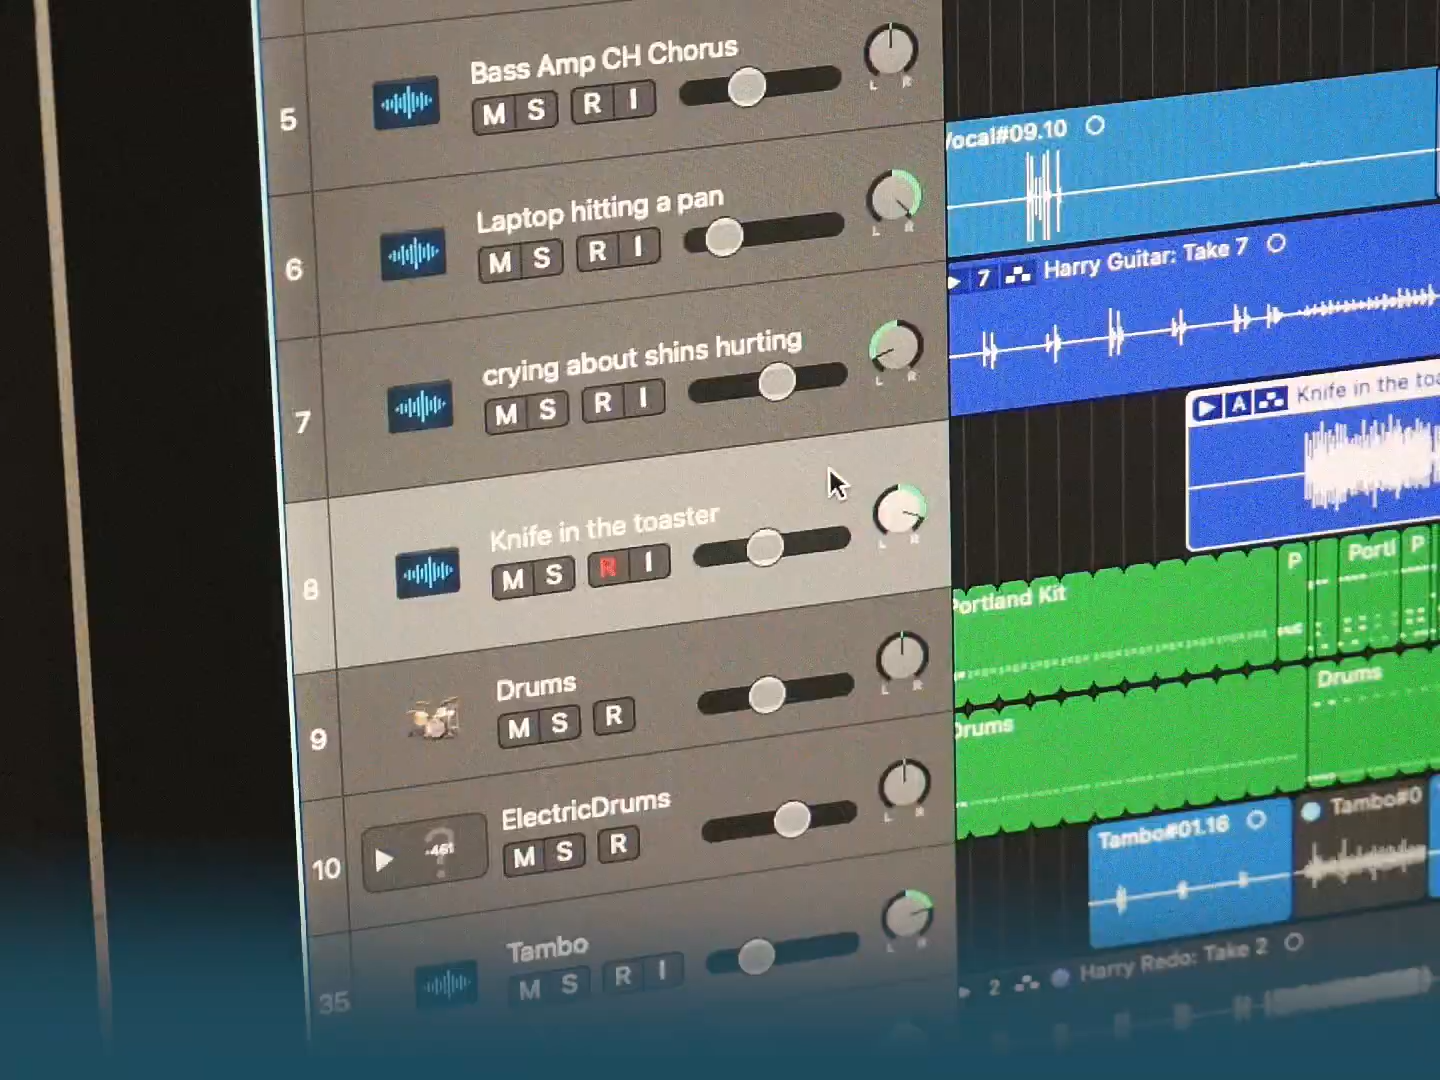 5
Bass Amp CH Chorus
M S R I
L R
6
Laptop hitting a pan
M S R I
L R
7
crying about shins hurting
M S R I
L R
8
Knife in the toaster
M S R I
L R
9
Drums
M S R
L R
10
-461
ElectricDrums
M S R
L R
35
Tambo
M S R I
L R
Vocal#09.10
7 Harry Guitar: Take 7
A Knife in the toa
Portland Kit
P
Portl
P
Drums
Drums
Tambo#01.16
Tambo#0
2 Harry Redo: Take 2